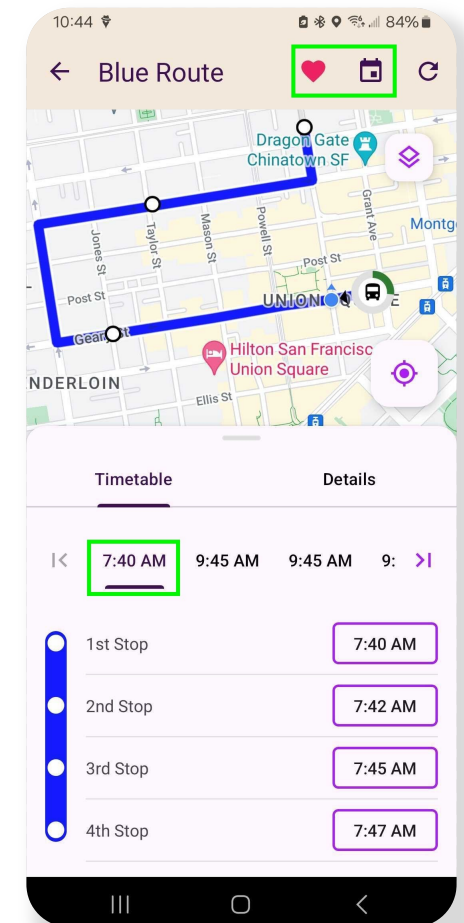 10:44
84%
Blue Route
Dragon Gate
Chinatown SF
Jones St
Taylor St
Mason St
Powell St
Grant Ave
Montg
Post St
Post St
UNION
Geary St
Hilton San Francisc
Union Square
NDERLOIN
Ellis St
Timetable
Details
7:40 AM
9:45 AM
9:45 AM
9:
1st Stop
7:40 AM
2nd Stop
7:42 AM
3rd Stop
7:45 AM
4th Stop
7:47 AM